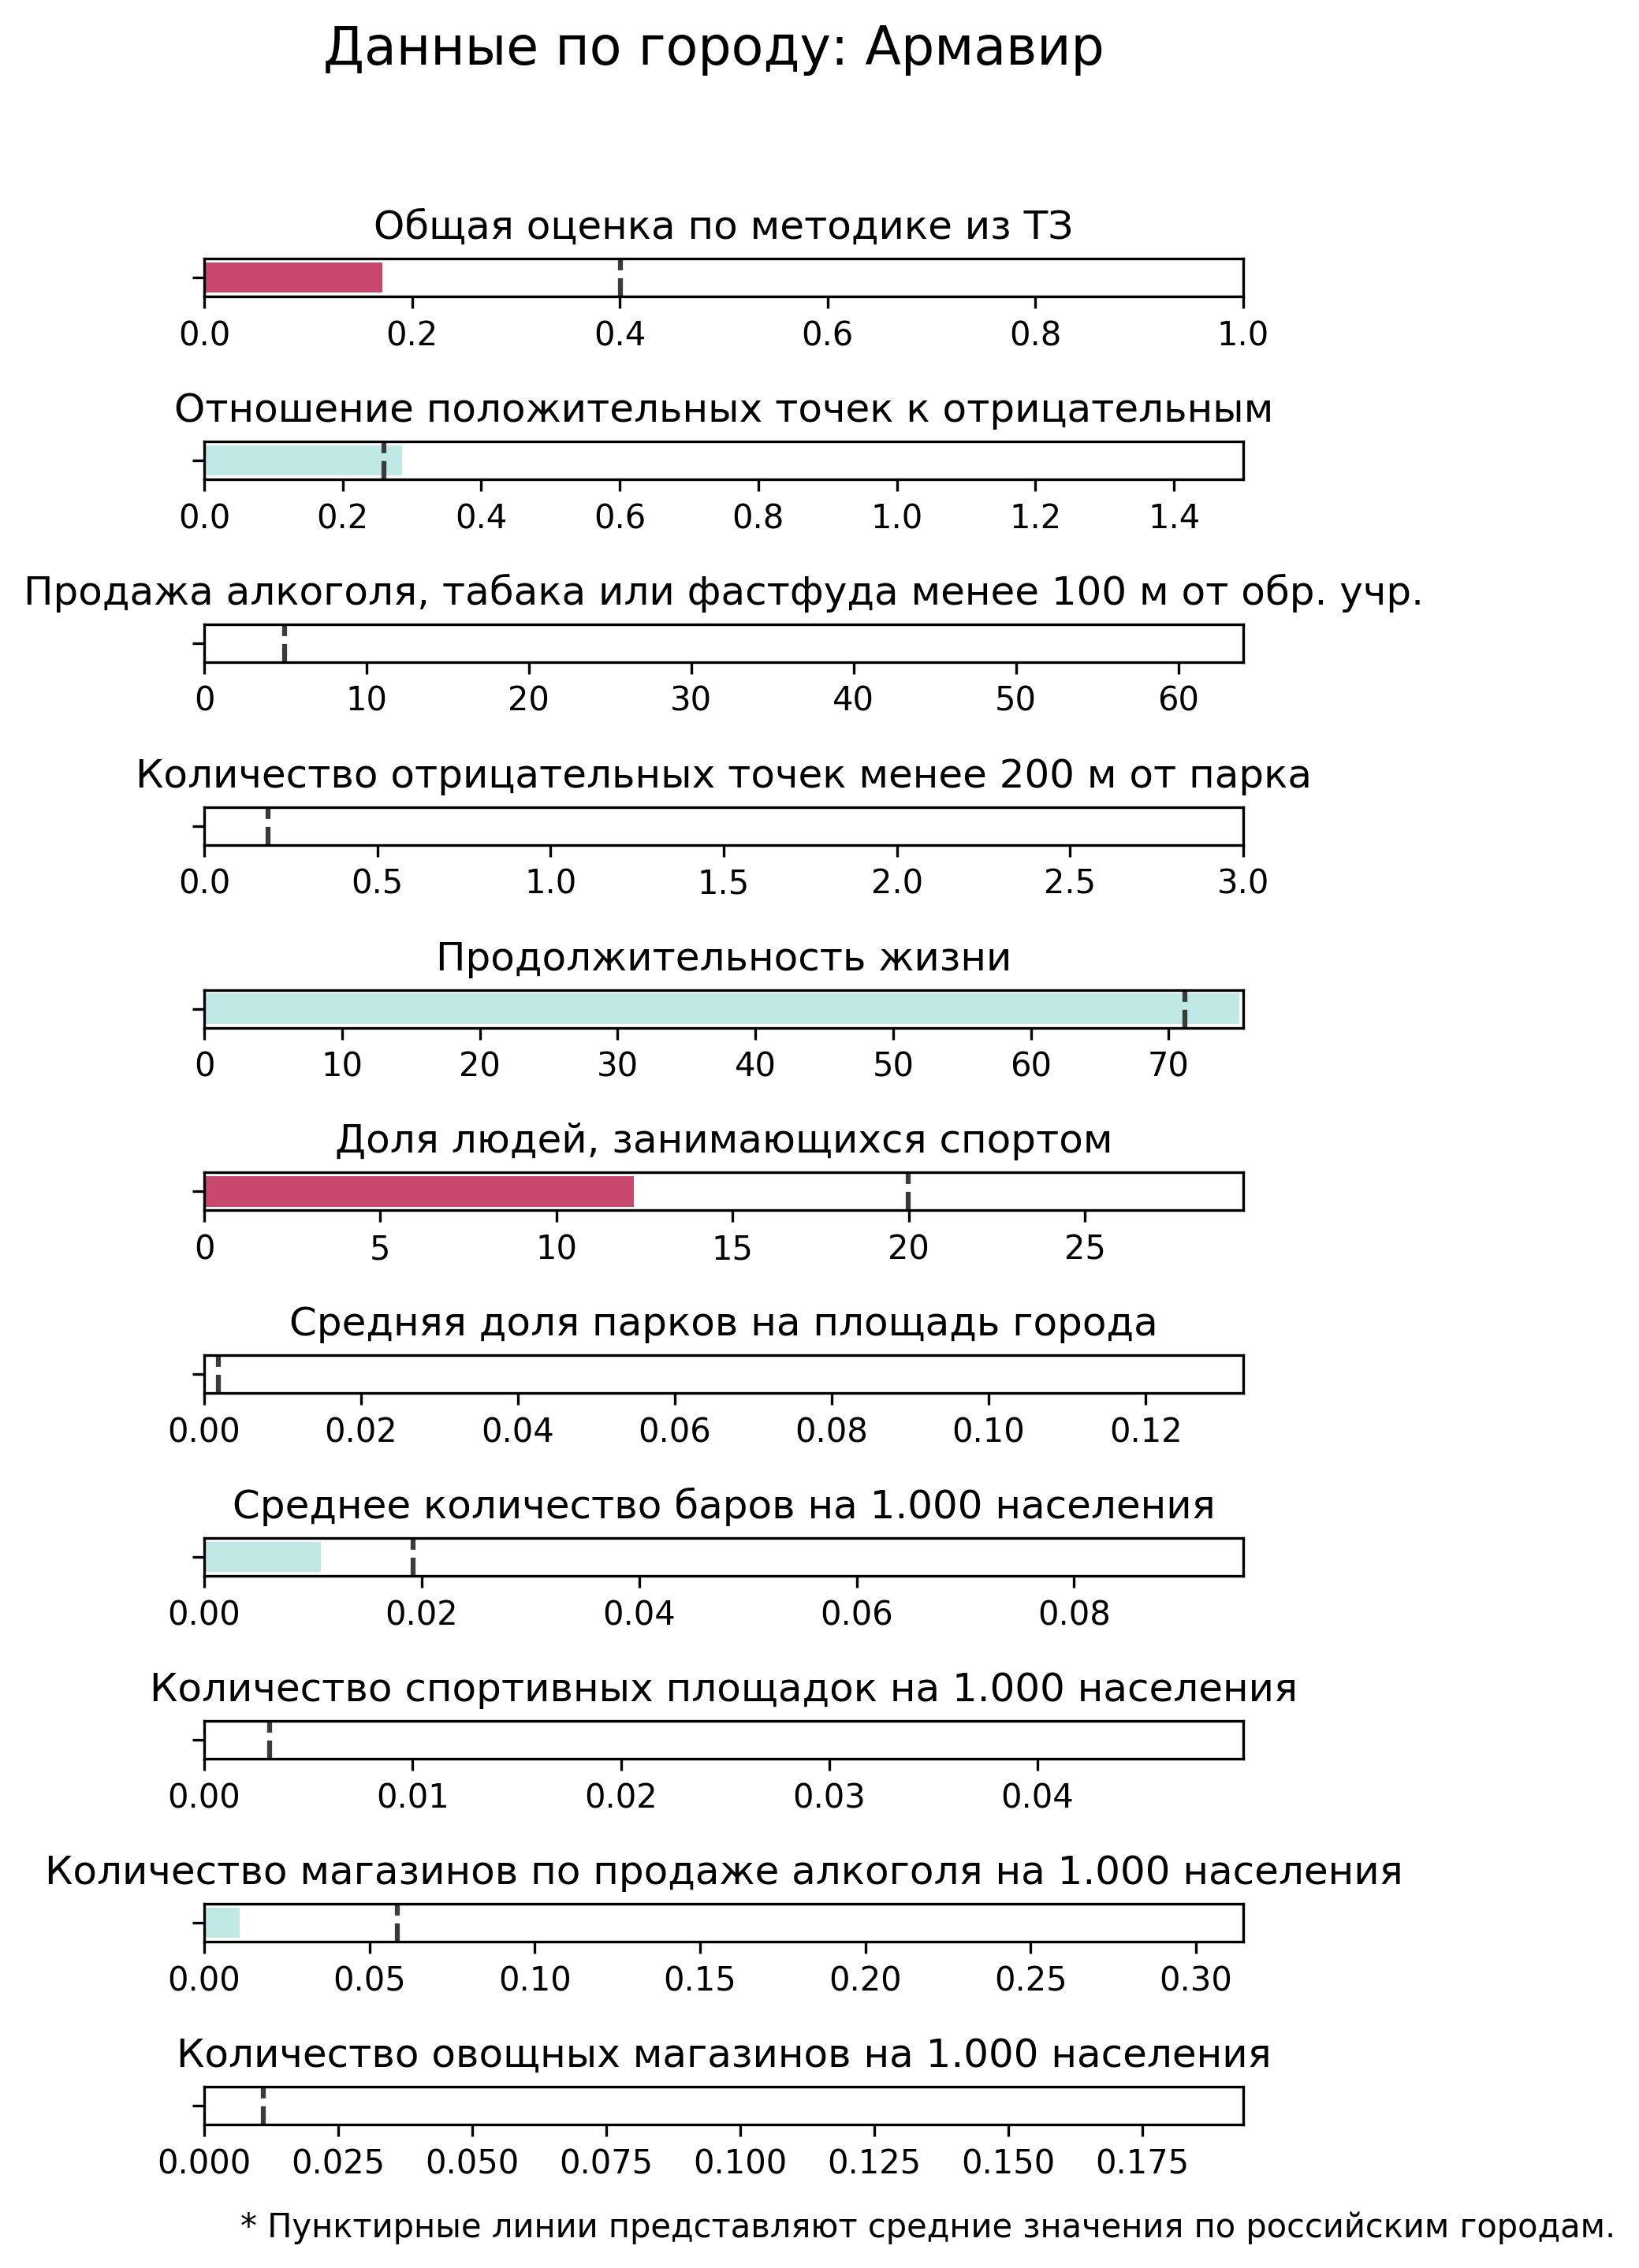 Данные по городу: Армавир
Общая оценка по методике из ТЗ
0.0 0.2 0.4 0.6 0.8 1.0
Отношение положительных точек к отрицательным
0.0 0.2 0.4 0.6 0.8 1.0 1.2 1.4
Продажа алкоголя, табака или фастфуда менее 100 м от обр. учр.
0 10 20 30 40 50 60
Количество отрицательных точек менее 200 м от парка
0.0 0.5 1.0 1.5 2.0 2.5 3.0
Продолжительность жизни
0 10 20 30 40 50 60 70
Доля людей, занимающихся спортом
0 5 10 15 20 25
Средняя доля парков на площадь города
0.00 0.02 0.04 0.06 0.08 0.10 0.12
Среднее количество баров на 1.000 населения
0.00 0.02 0.04 0.06 0.08
Количество спортивных площадок на 1.000 населения
0.00 0.01 0.02 0.03 0.04
Количество магазинов по продаже алкоголя на 1.000 населения
0.00 0.05 0.10 0.15 0.20 0.25 0.30
Количество овощных магазинов на 1.000 населения
0.000 0.025 0.050 0.075 0.100 0.125 0.150 0.175
* Пунктирные линии представляют средние значения по российским городам.